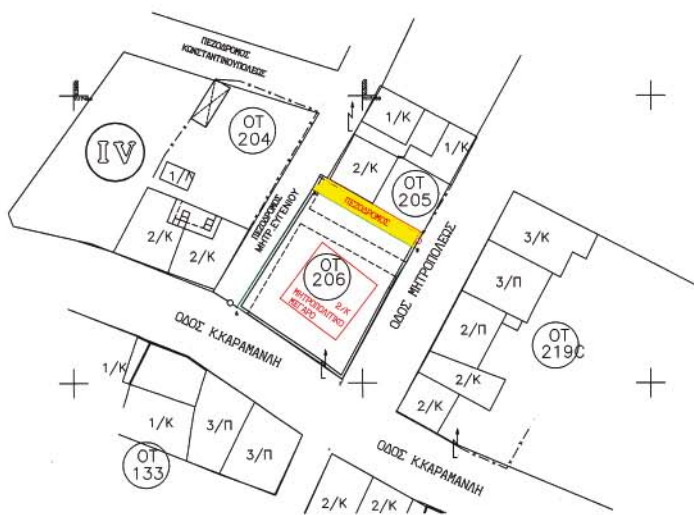 ΠΕΖΟΔΡΟΜΟΣ
ΚΩΝΣΤΑΝΤΙΝΟΥΠΟΛΕΩΣ
ΟΤ
204
IV
1/Π
2/Κ
2/Κ
ΠΕΖΟΔΡΟΜΟΣ
ΜΗΤΡ.ΕΥΓΕΝΙΟΥ
1/Κ
1/Κ
2/Κ
ΟΤ
205
ΠΕΖΟΔΡΟΜΟΣ
ΟΤ
206
2/Κ
ΜΗΤΡΟΠΟΛΙΤΙΚΟ
ΜΕΓΑΡΟ
ΟΔΟΣ ΜΗΤΡΟΠΟΛΕΩΣ
3/Κ
3/Π
2/Π
ΟΤ
219C
2/Κ
2/Κ
ΟΔΟΣ Κ.ΚΑΡΑΜΑΝΛΗ
1/Κ
1/Κ
3/Π
3/Π
ΟΤ
133
ΟΔΟΣ Κ.ΚΑΡΑΜΑΝΛΗ
2/Κ
2/Κ
2/Κ